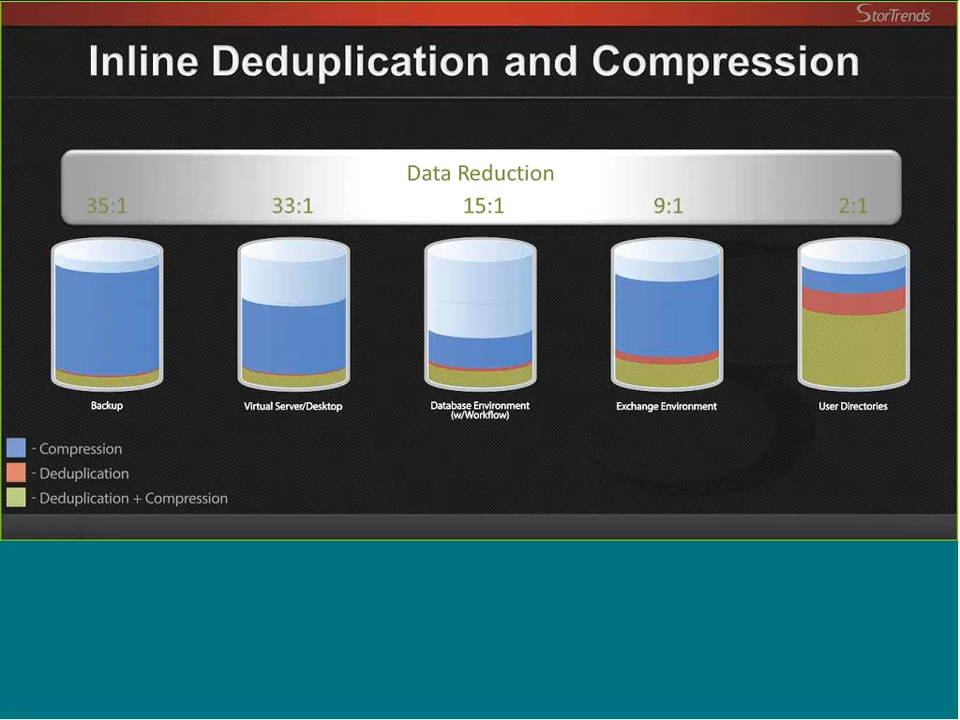 StorTrends
Inline Deduplication and Compression
Data Reduction
35:1 33:1 15:1 9:1 2:1
Backup
Virtual Server/Desktop
Database Environment
(w/Workflow)
Exchange Environment
User Directories
- Compression
- Deduplication
- Deduplication + Compression